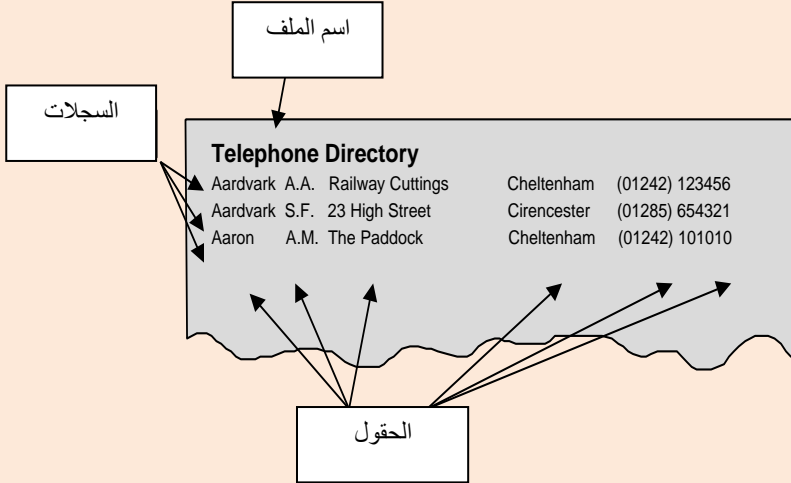 اسم الملف
السجلات
Telephone Directory
Aardvark A.A. Railway Cuttings Cheltenham (01242) 123456
Aardvark S.F. 23 High Street Cirencester (01285) 654321
Aaron A.M. The Paddock Cheltenham (01242) 101010
الحقول